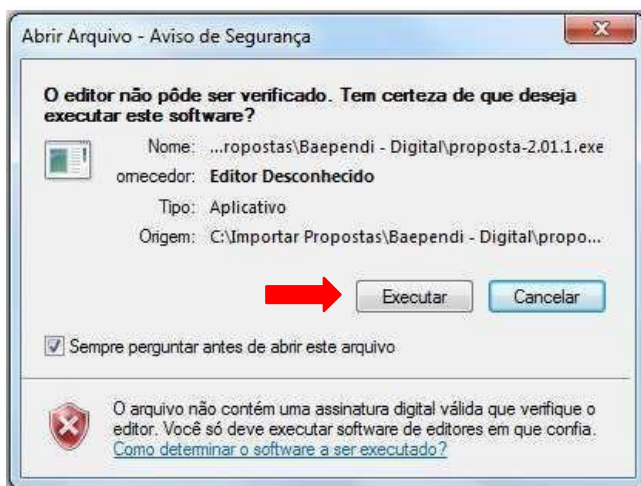 Abrir Arquivo - Aviso de Segurança
O editor não pôde ser verificado. Tem certeza de que deseja
executar este software?
Nome: ...ropostas\Baependi - Digital\proposta-2.01.1.exe
omecedor: Editor Desconhecido
Tipo: Aplicativo
Origem: C:\Importar Propostas\Baependi - Digital\propo...
Executar Cancelar
Sempre perguntar antes de abrir este arquivo
O arquivo não contém uma assinatura digital válida que verifique o
editor. Você só deve executar software de editores em que confia.
Como determinar o software a ser executado?